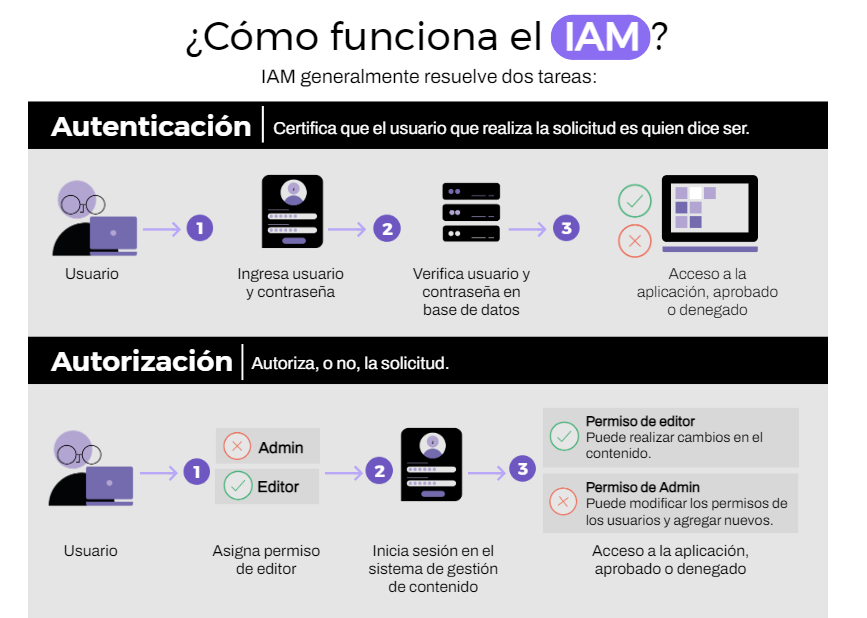 ¿Cómo funciona el IAM?
IAM generalmente resuelve dos tareas:
Autenticación
Certifica que el usuario que realiza la solicitud es quien dice ser.
1
2
3
Usuario
Ingresa usuario
y contraseña
Verifica usuario y
contraseña en
base de datos
Acceso a la
aplicación, aprobado
o denegado
Autorización
Autoriza, o no, la solicitud.
1
Admin
Editor
2
3
Permiso de editor
Puede realizar cambios en el
contenido.
Permiso de Admin
Puede modificar los permisos de
los usuarios y agregar nuevos.
Usuario
Asigna permiso
de editor
Inicia sesión en el
sistema de gestión
de contenido
Acceso a la aplicación,
aprobado o denegado